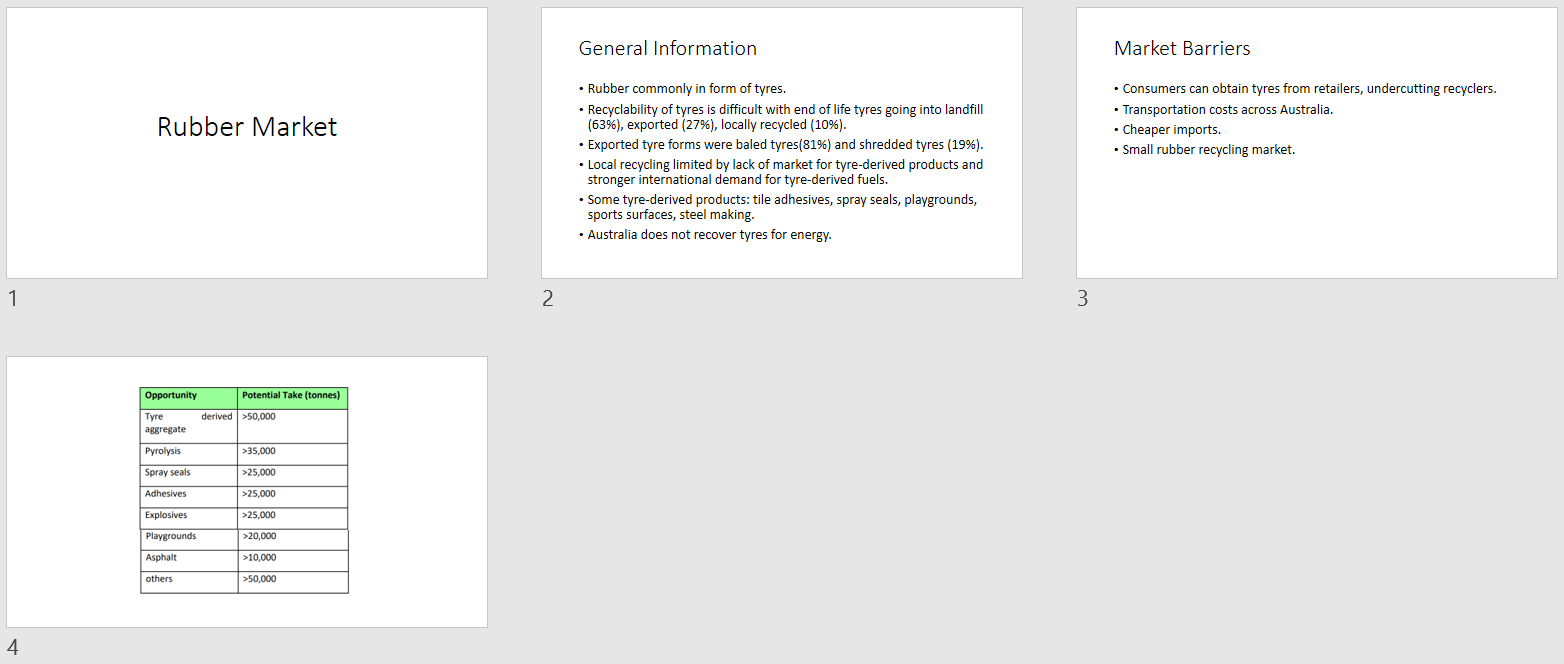 Rubber Market
1
General Information
• Rubber commonly in form of tyres.
• Recyclability of tyres is difficult with end of life tyres going into landfill
(63%), exported (27%), locally recycled (10%).
• Exported tyre forms were baled tyres(81%) and shredded tyres (19%).
• Local recycling limited by lack of market for tyre-derived products and
stronger international demand for tyre-derived fuels.
• Some tyre-derived products: tile adhesives, spray seals, playgrounds,
sports surfaces, steel making.
• Australia does not recover tyres for energy.
2
Market Barriers
• Consumers can obtain tyres from retailers, undercutting recyclers.
• Transportation costs across Australia.
• Cheaper imports.
• Small rubber recycling market.
3
Opportunity Potential Take (tonnes)
Tyre derived >50,000
aggregate
Pyrolysis >35,000
Spray seals >25,000
Adhesives >25,000
Explosives >25,000
Playgrounds >20,000
Asphalt >10,000
others >50,000
4